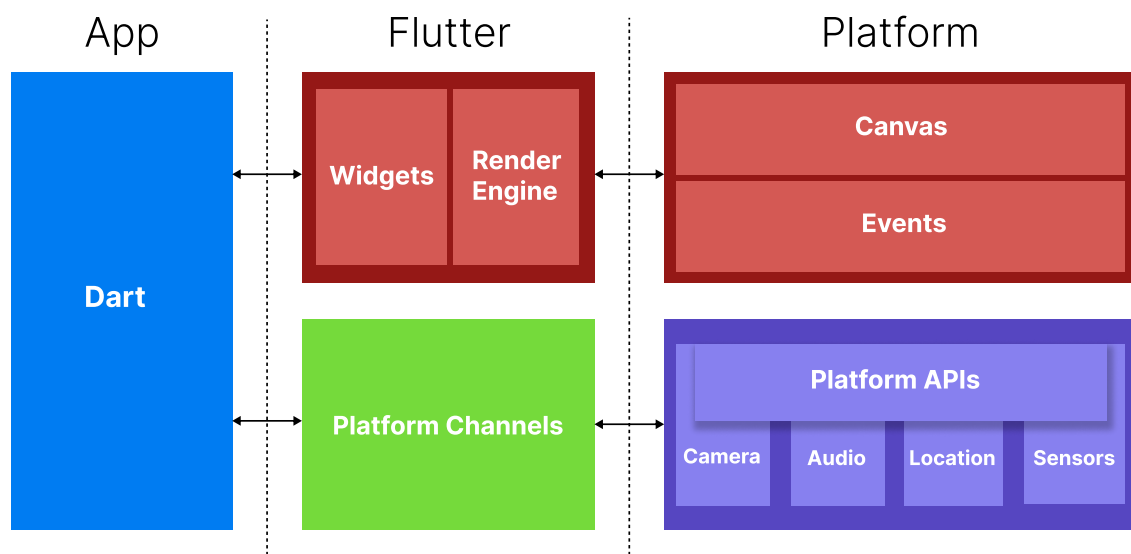 App
Flutter
Platform
Dart
Widgets
Render
Engine
Canvas
Events
Platform Channels
Platform APIs
Camera
Audio
Location
Sensors